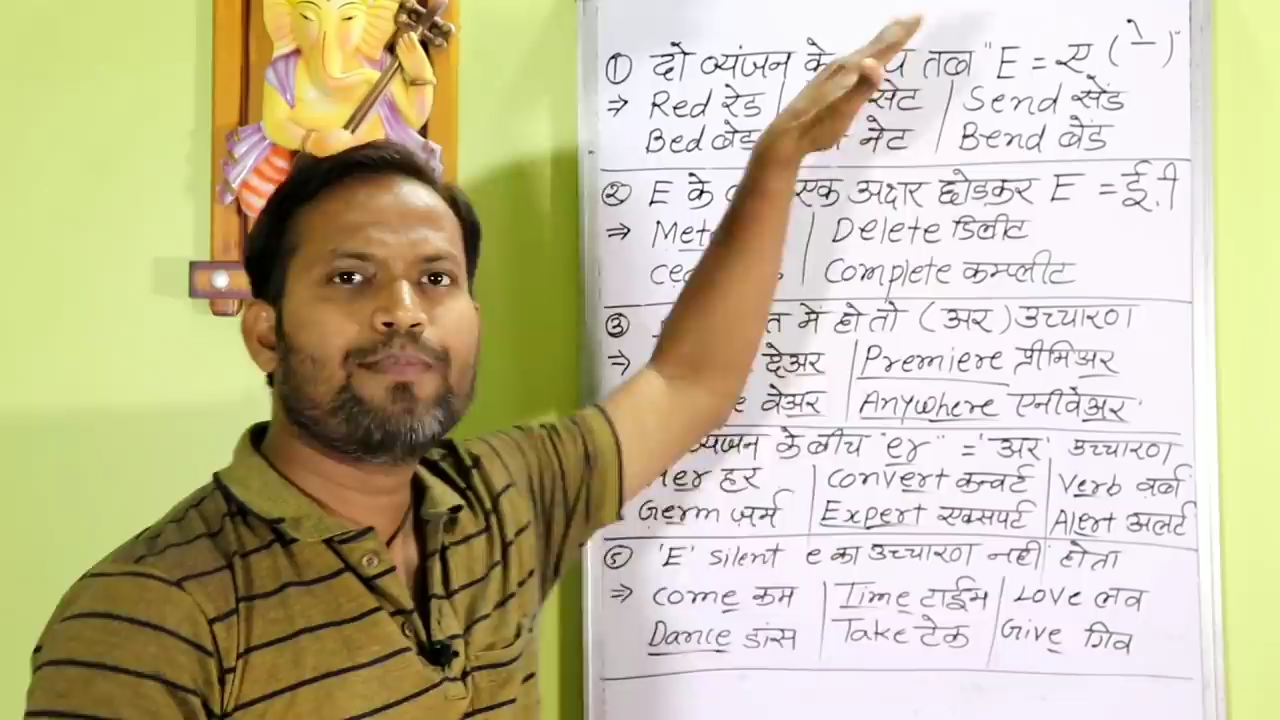 ① दो व्यंजन के तब "E = ए ( े )"
⇒ Red रेड | सेट | Send सेंड
Bed बेड नेट | Bend बेंड
② E के एक अक्षर छोडकर E = ई, ी
⇒ Delete डिलीट
Complete कम्प्लीट
③ में हो तो (अर) उच्चारण
⇒ देअर | Premiere प्रीमिअर
वेअर | Anywhere एनीवेअर
व्यंजन के बीच "er" = 'अर' उच्चारण
Her हर | Convert कन्वर्ट | Verb वर्ब
Germ जर्म | Expert एक्सपर्ट | Alert अलर्ट
⑤ 'E' silent e का उच्चारण नहीं होता
⇒ Come कम | Time टाईम | Love लव
Dance डांस | Take टेक | Give गिव